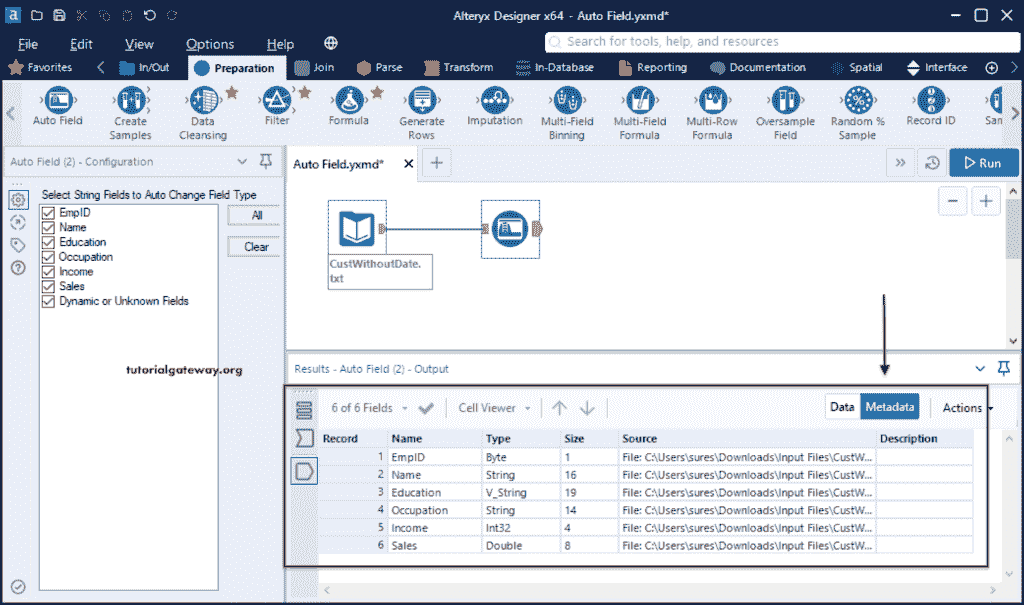 a
Alteryx Designer x64 - Auto Field.yxmd*
File Edit View Options Help
Search for tools, help, and resources
Favorites In/Out Preparation Join Parse Transform In-Database Reporting Documentation Spatial Interface
Auto Field Create Samples Data Cleansing Filter Formula Generate Rows Imputation Multi-Field Binning Multi-Field Formula Multi-Row Formula Oversample Field Random % Sample Record ID
Auto Field (2) - Configuration
Auto Field.yxmd*
Run
Select String Fields to Auto Change Field Type
EmpID
Name
Education
Occupation
Income
Sales
Dynamic or Unknown Fields
All
Clear
tutorialgateway.org
CustWithoutDate.
txt
Results - Auto Field (2) - Output
6 of 6 Fields Cell Viewer Data Metadata Actions
Record Name Type Size Source Description
1 EmpID Byte 1 File: C:\Users\sures\Downloads\Input Files\CustW...
2 Name String 16 File: C:\Users\sures\Downloads\Input Files\CustW...
3 Education V_String 19 File: C:\Users\sures\Downloads\Input Files\CustW...
4 Occupation String 14 File: C:\Users\sures\Downloads\Input Files\CustW...
5 Income Int32 4 File: C:\Users\sures\Downloads\Input Files\CustW...
6 Sales Double 8 File: C:\Users\sures\Downloads\Input Files\CustW...